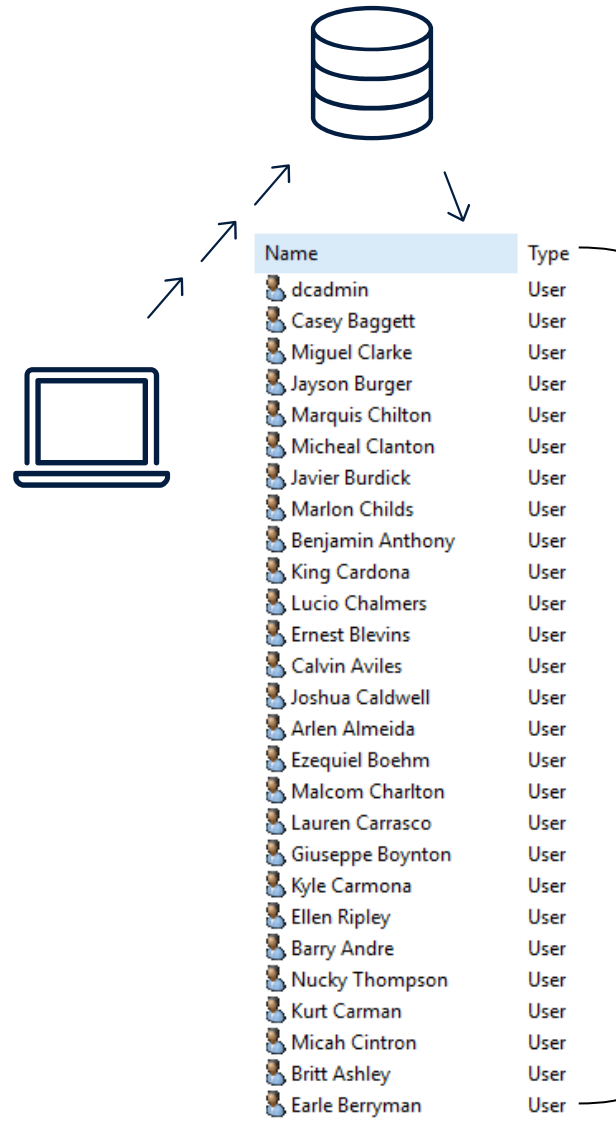 Name Type
dcadmin User
Casey Baggett User
Miguel Clarke User
Jayson Burger User
Marquis Chilton User
Micheal Clanton User
Javier Burdick User
Marlon Childs User
Benjamin Anthony User
King Cardona User
Lucio Chalmers User
Ernest Blevins User
Calvin Aviles User
Joshua Caldwell User
Arlen Almeida User
Ezequiel Boehm User
Malcom Charlton User
Lauren Carrasco User
Giuseppe Boynton User
Kyle Carmona User
Ellen Ripley User
Barry Andre User
Nucky Thompson User
Kurt Carman User
Micah Cintron User
Britt Ashley User
Earle Berryman User